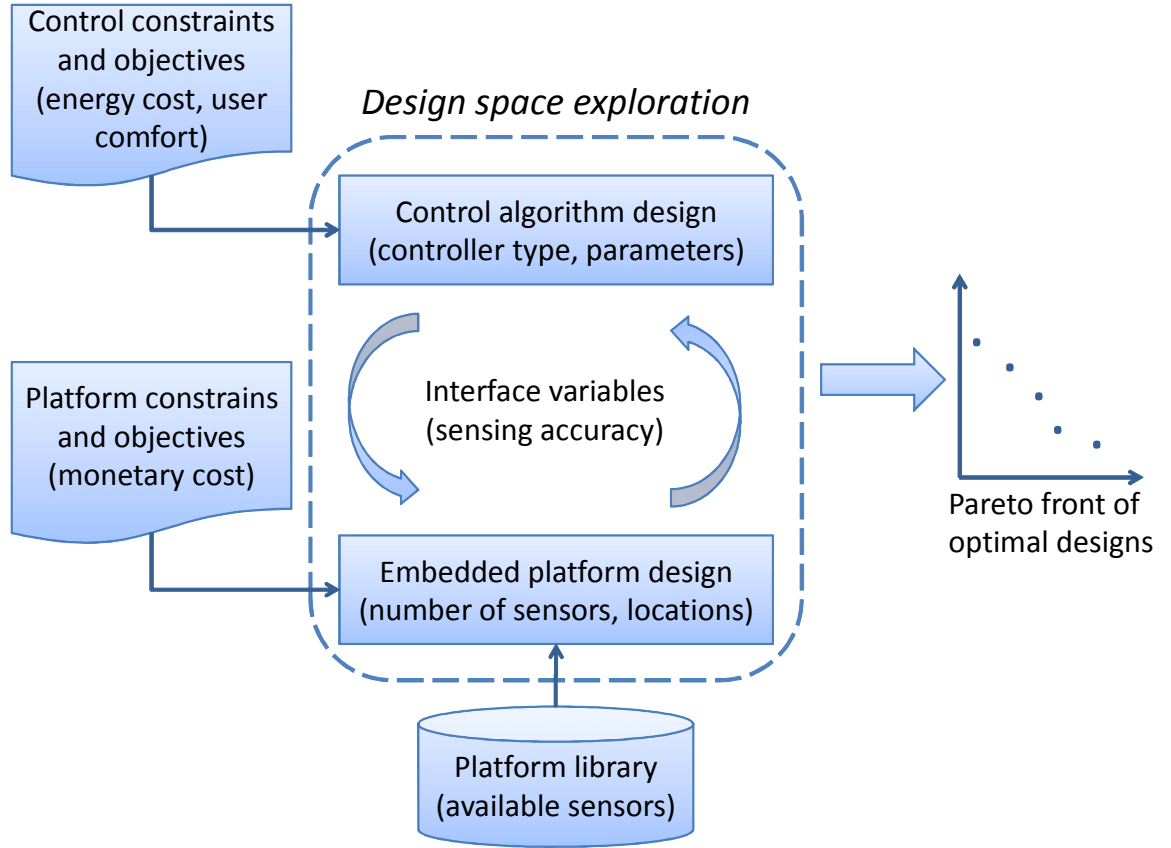 Control constraints
and objectives
(energy cost, user
comfort)
Design space exploration
Control algorithm design
(controller type, parameters)
Interface variables
(sensing accuracy)
Platform constrains
and objectives
(monetary cost)
Embedded platform design
(number of sensors, locations)
Platform library
(available sensors)
Pareto front of
optimal designs